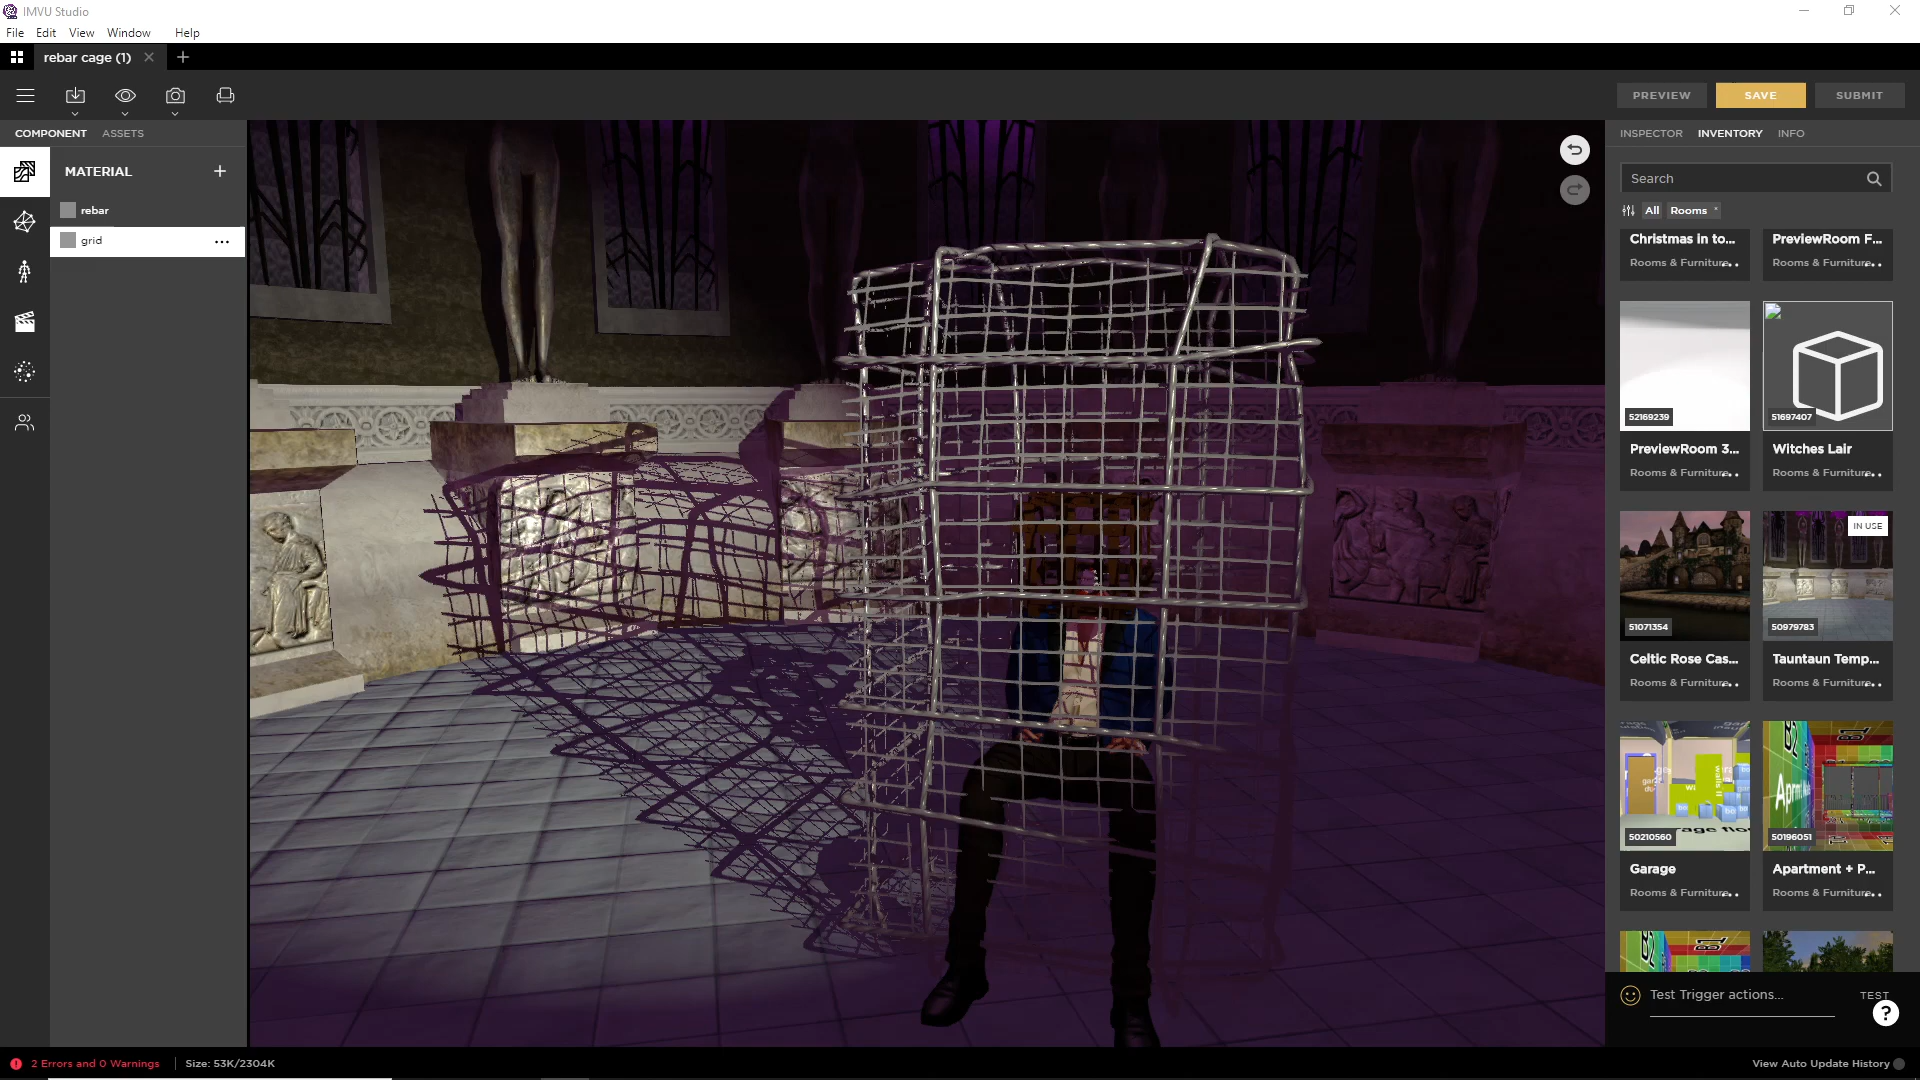 IMVU Studio
File Edit View Window Help
rebar cage (1)
PREVIEW SAVE SUBMIT
COMPONENT ASSETS
INSPECTOR INVENTORY INFO
MATERIAL
Search
rebar
All Rooms
grid
Christmas in to... PreviewRoom F...
Rooms & Furniture... Rooms & Furniture...
52169239 51697407
PreviewRoom 3... Witches Lair
Rooms & Furniture... Rooms & Furniture...
IN USE
51071354 50979783
Celtic Rose Cas... Tauntaun Temp...
Rooms & Furniture... Rooms & Furniture...
50210560 50196051
Garage Apartment + P...
Rooms & Furniture... Rooms & Furniture...
Test Trigger actions... TEST
?
2 Errors and 0 Warnings Size: 53K/2304K View Auto Update History